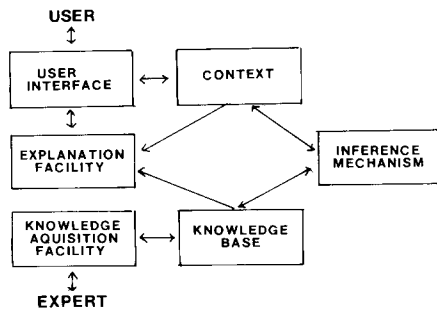 USER
USER
INTERFACE
CONTEXT
EXPLANATION
FACILITY
INFERENCE
MECHANISM
KNOWLEDGE
AQUISITION
FACILITY
KNOWLEDGE
BASE
EXPERT